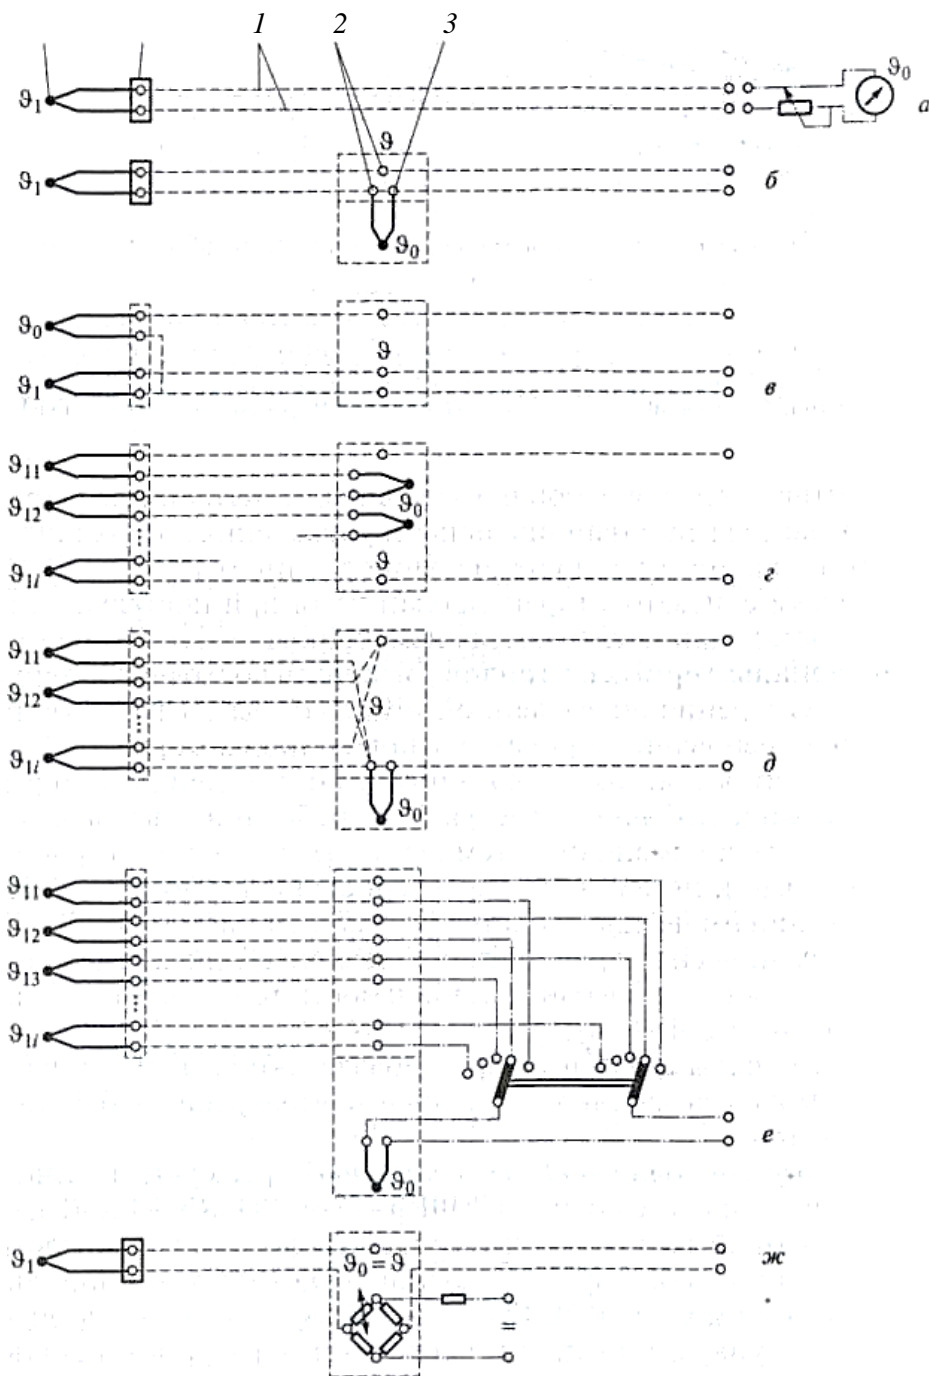 1 2 3
ϑ₁ ϑ₀ а
ϑ
ϑ₁ б
ϑ₀
ϑ₀
ϑ
ϑ₁ в
ϑ₁₁
ϑ₁₂ ϑ₀
ϑ
ϑ₁ᵢ г
ϑ₁₁
ϑ₁₂
ϑ
ϑ₁ᵢ д
ϑ₀
ϑ₁₁
ϑ₁₂
ϑ₁₃
ϑ₁ᵢ
е
ϑ₀
ϑ₁ ж
ϑ₀ = ϑ
=